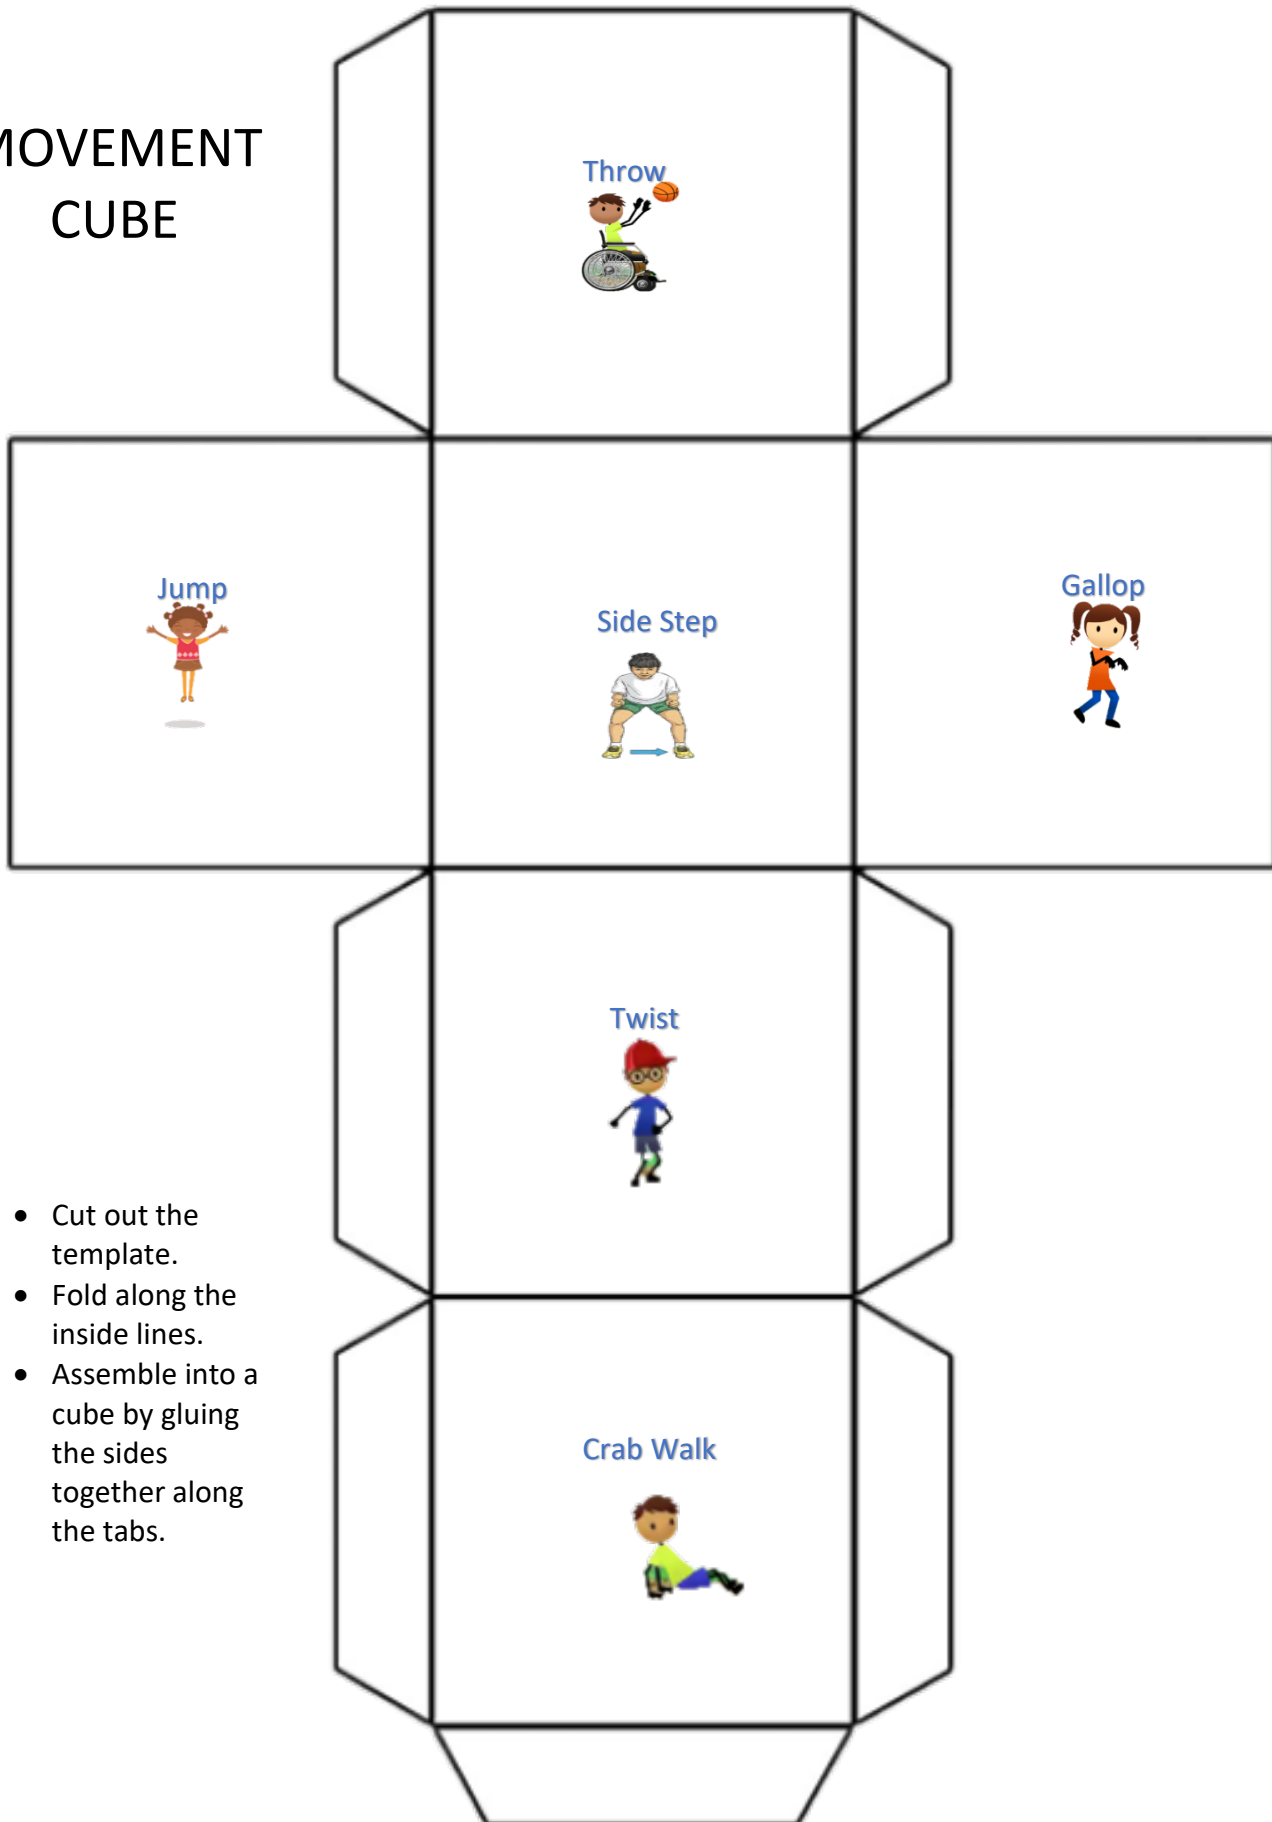 MOVEMENT
CUBE
Throw
Jump
Side Step
Gallop
Twist
• Cut out the
template.
• Fold along the
inside lines.
• Assemble into a
cube by gluing
the sides
together along
the tabs.
Crab Walk